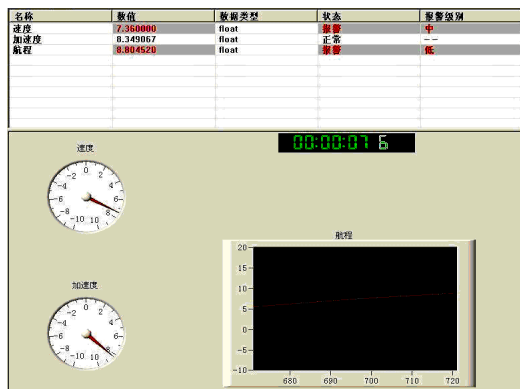 名称 数值 数据类型 状态 报警级别
速度 7.360000 float 报警 中
加速度 8.349067 float 正常 --
航程 8.804520 float 报警 低
00:00:07 6
速度
0
-2 2
-4 4
-6 6
-8 8
-10 10
航程
20
15
10
5
0
-5
-10
680 690 700 710 720
加速度
0
-2 2
-4 4
-6 6
-8 8
-10 10